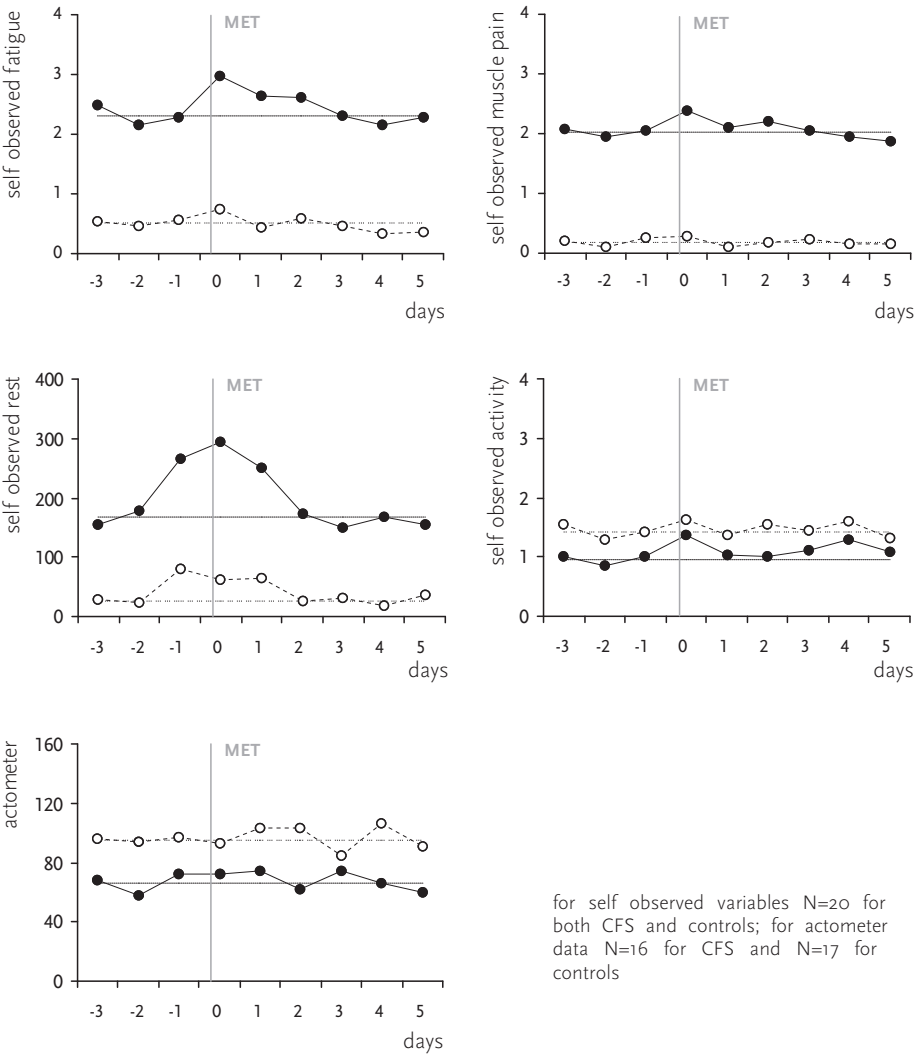 self observed fatigue
4
3
2
1
0
MET
-3 -2 -1 0 1 2 3 4 5
days
self observed muscle pain
4
3
2
1
0
MET
-3 -2 -1 0 1 2 3 4 5
days
self observed rest
400
300
200
100
0
MET
-3 -2 -1 0 1 2 3 4 5
days
self observed activity
4
3
2
1
0
MET
-3 -2 -1 0 1 2 3 4 5
days
actometer
160
120
80
40
0
MET
-3 -2 -1 0 1 2 3 4 5
days
for self observed variables N=20 for
both CFS and controls; for actometer
data N=16 for CFS and N=17 for
controls